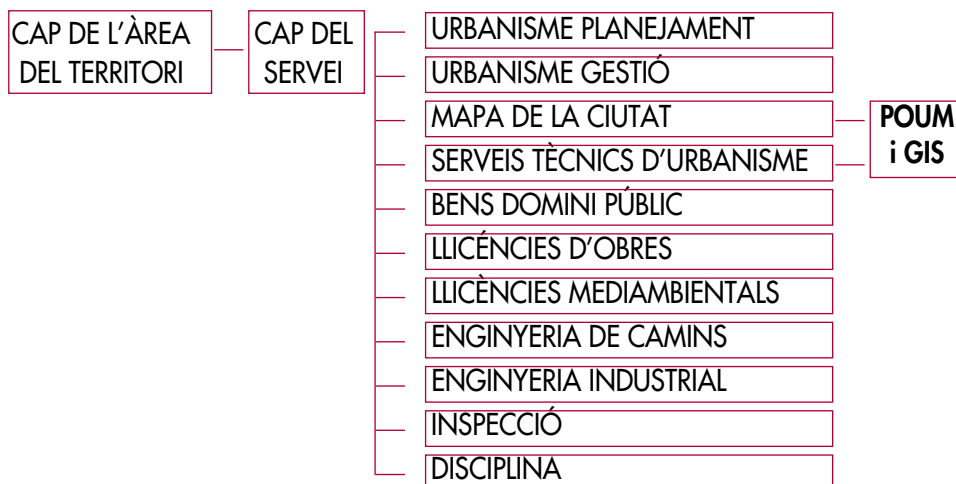 CAP DE L'ÀREA
DEL TERRITORI
CAP DEL
SERVEI
URBANISME PLANEJAMENT
URBANISME GESTIÓ
MAPA DE LA CIUTAT
SERVEIS TÈCNICS D'URBANISME
BENS DOMINI PÚBLIC
LLICÉNCIES D'OBRES
LLICÈNCIES MEDIAMBIENTALS
ENGINYERIA DE CAMINS
ENGINYERIA INDUSTRIAL
INSPECCIÓ
DISCIPLINA
POUM
i GIS